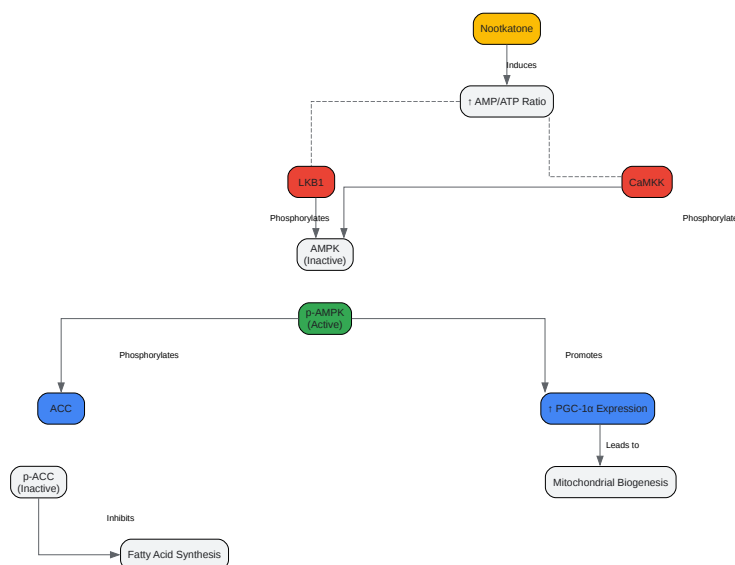 Nootkatone
Induces
↑ AMP/ATP Ratio
LKB1
CaMKK
Phosphorylates
Phosphorylate
AMPK
(Inactive)
p-AMPK
(Active)
Phosphorylates
Promotes
ACC
↑ PGC-1α Expression
Leads to
p-ACC
(Inactive)
Mitochondrial Biogenesis
Inhibits
Fatty Acid Synthesis